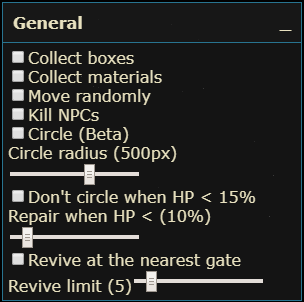 General _
Collect boxes
Collect materials
Move randomly
Kill NPCs
Circle (Beta)
Circle radius (500px)
Don't circle when HP < 15%
Repair when HP < (10%)
Revive at the nearest gate
Revive limit (5)